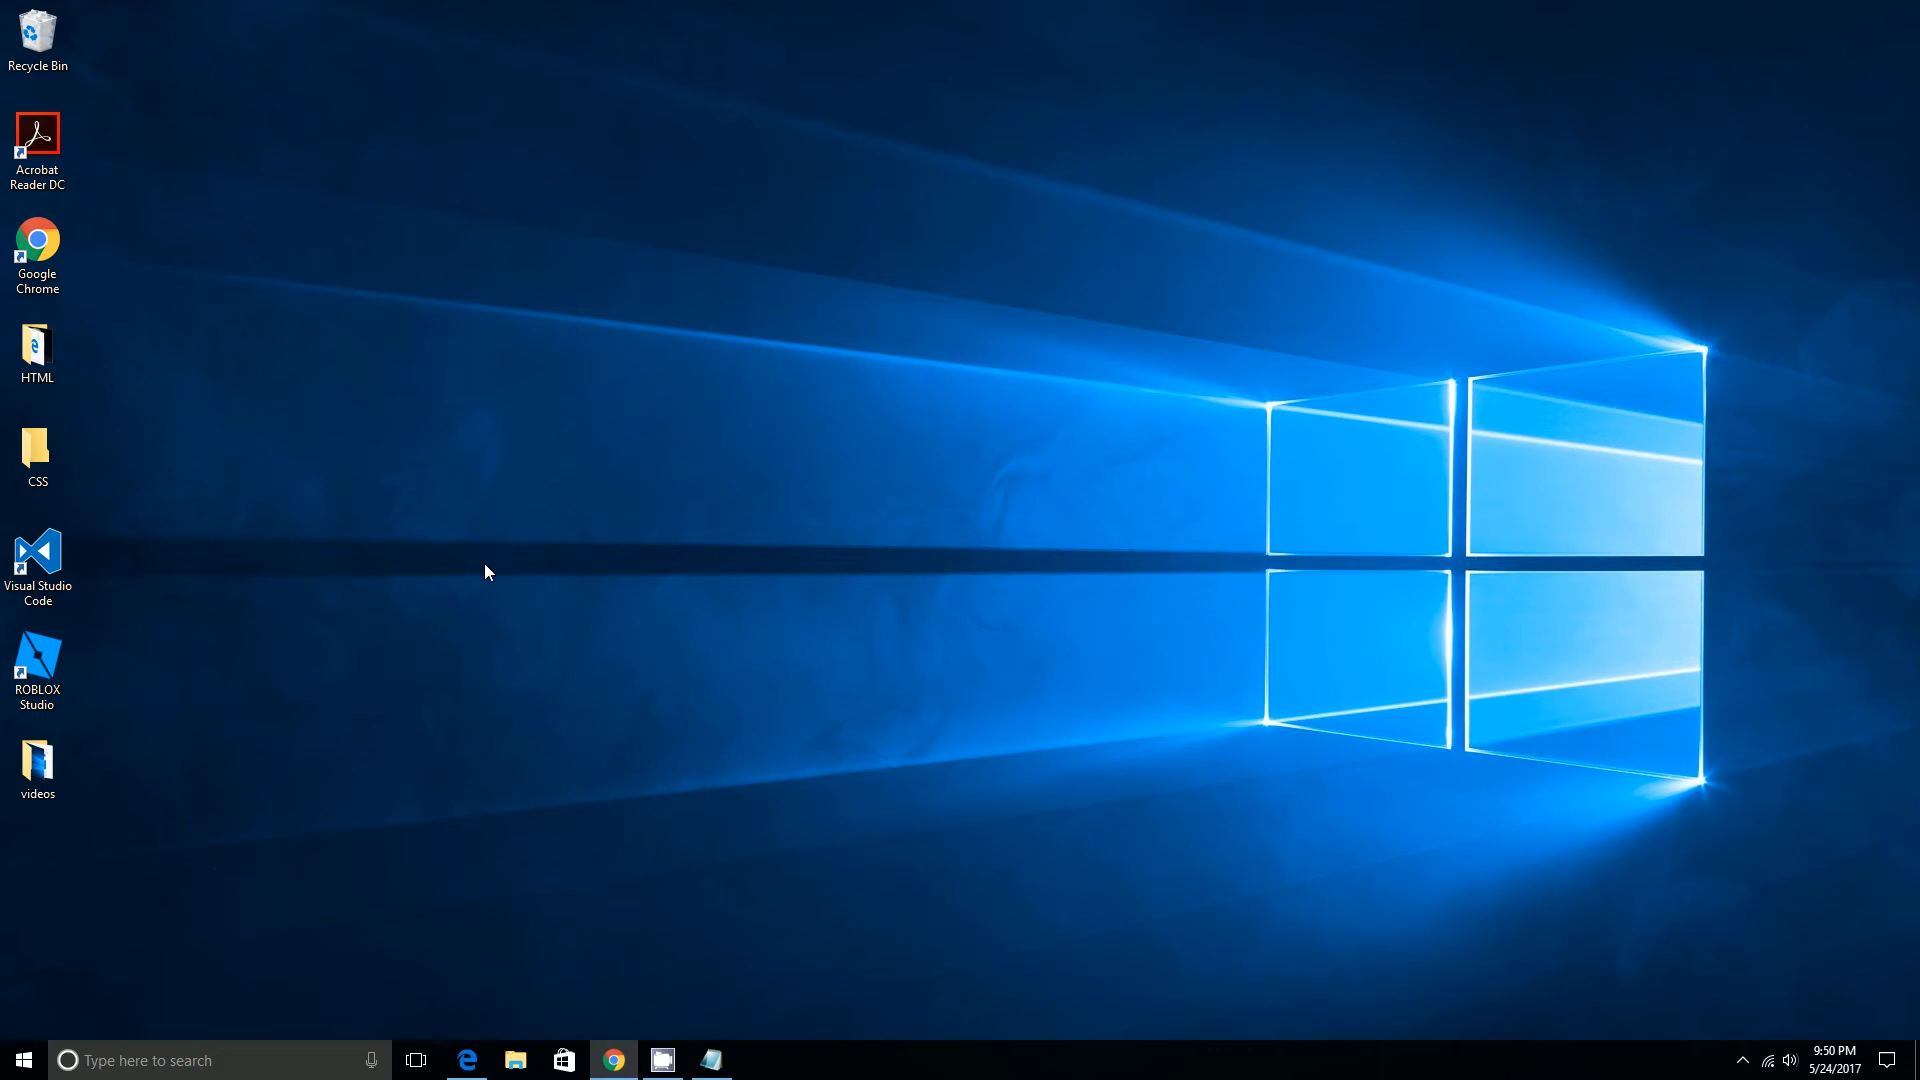 Recycle Bin
Acrobat
Reader DC
Google
Chrome
HTML
CSS
Visual Studio
Code
ROBLOX
Studio
videos
Type here to search
9:50 PM
5/24/2017